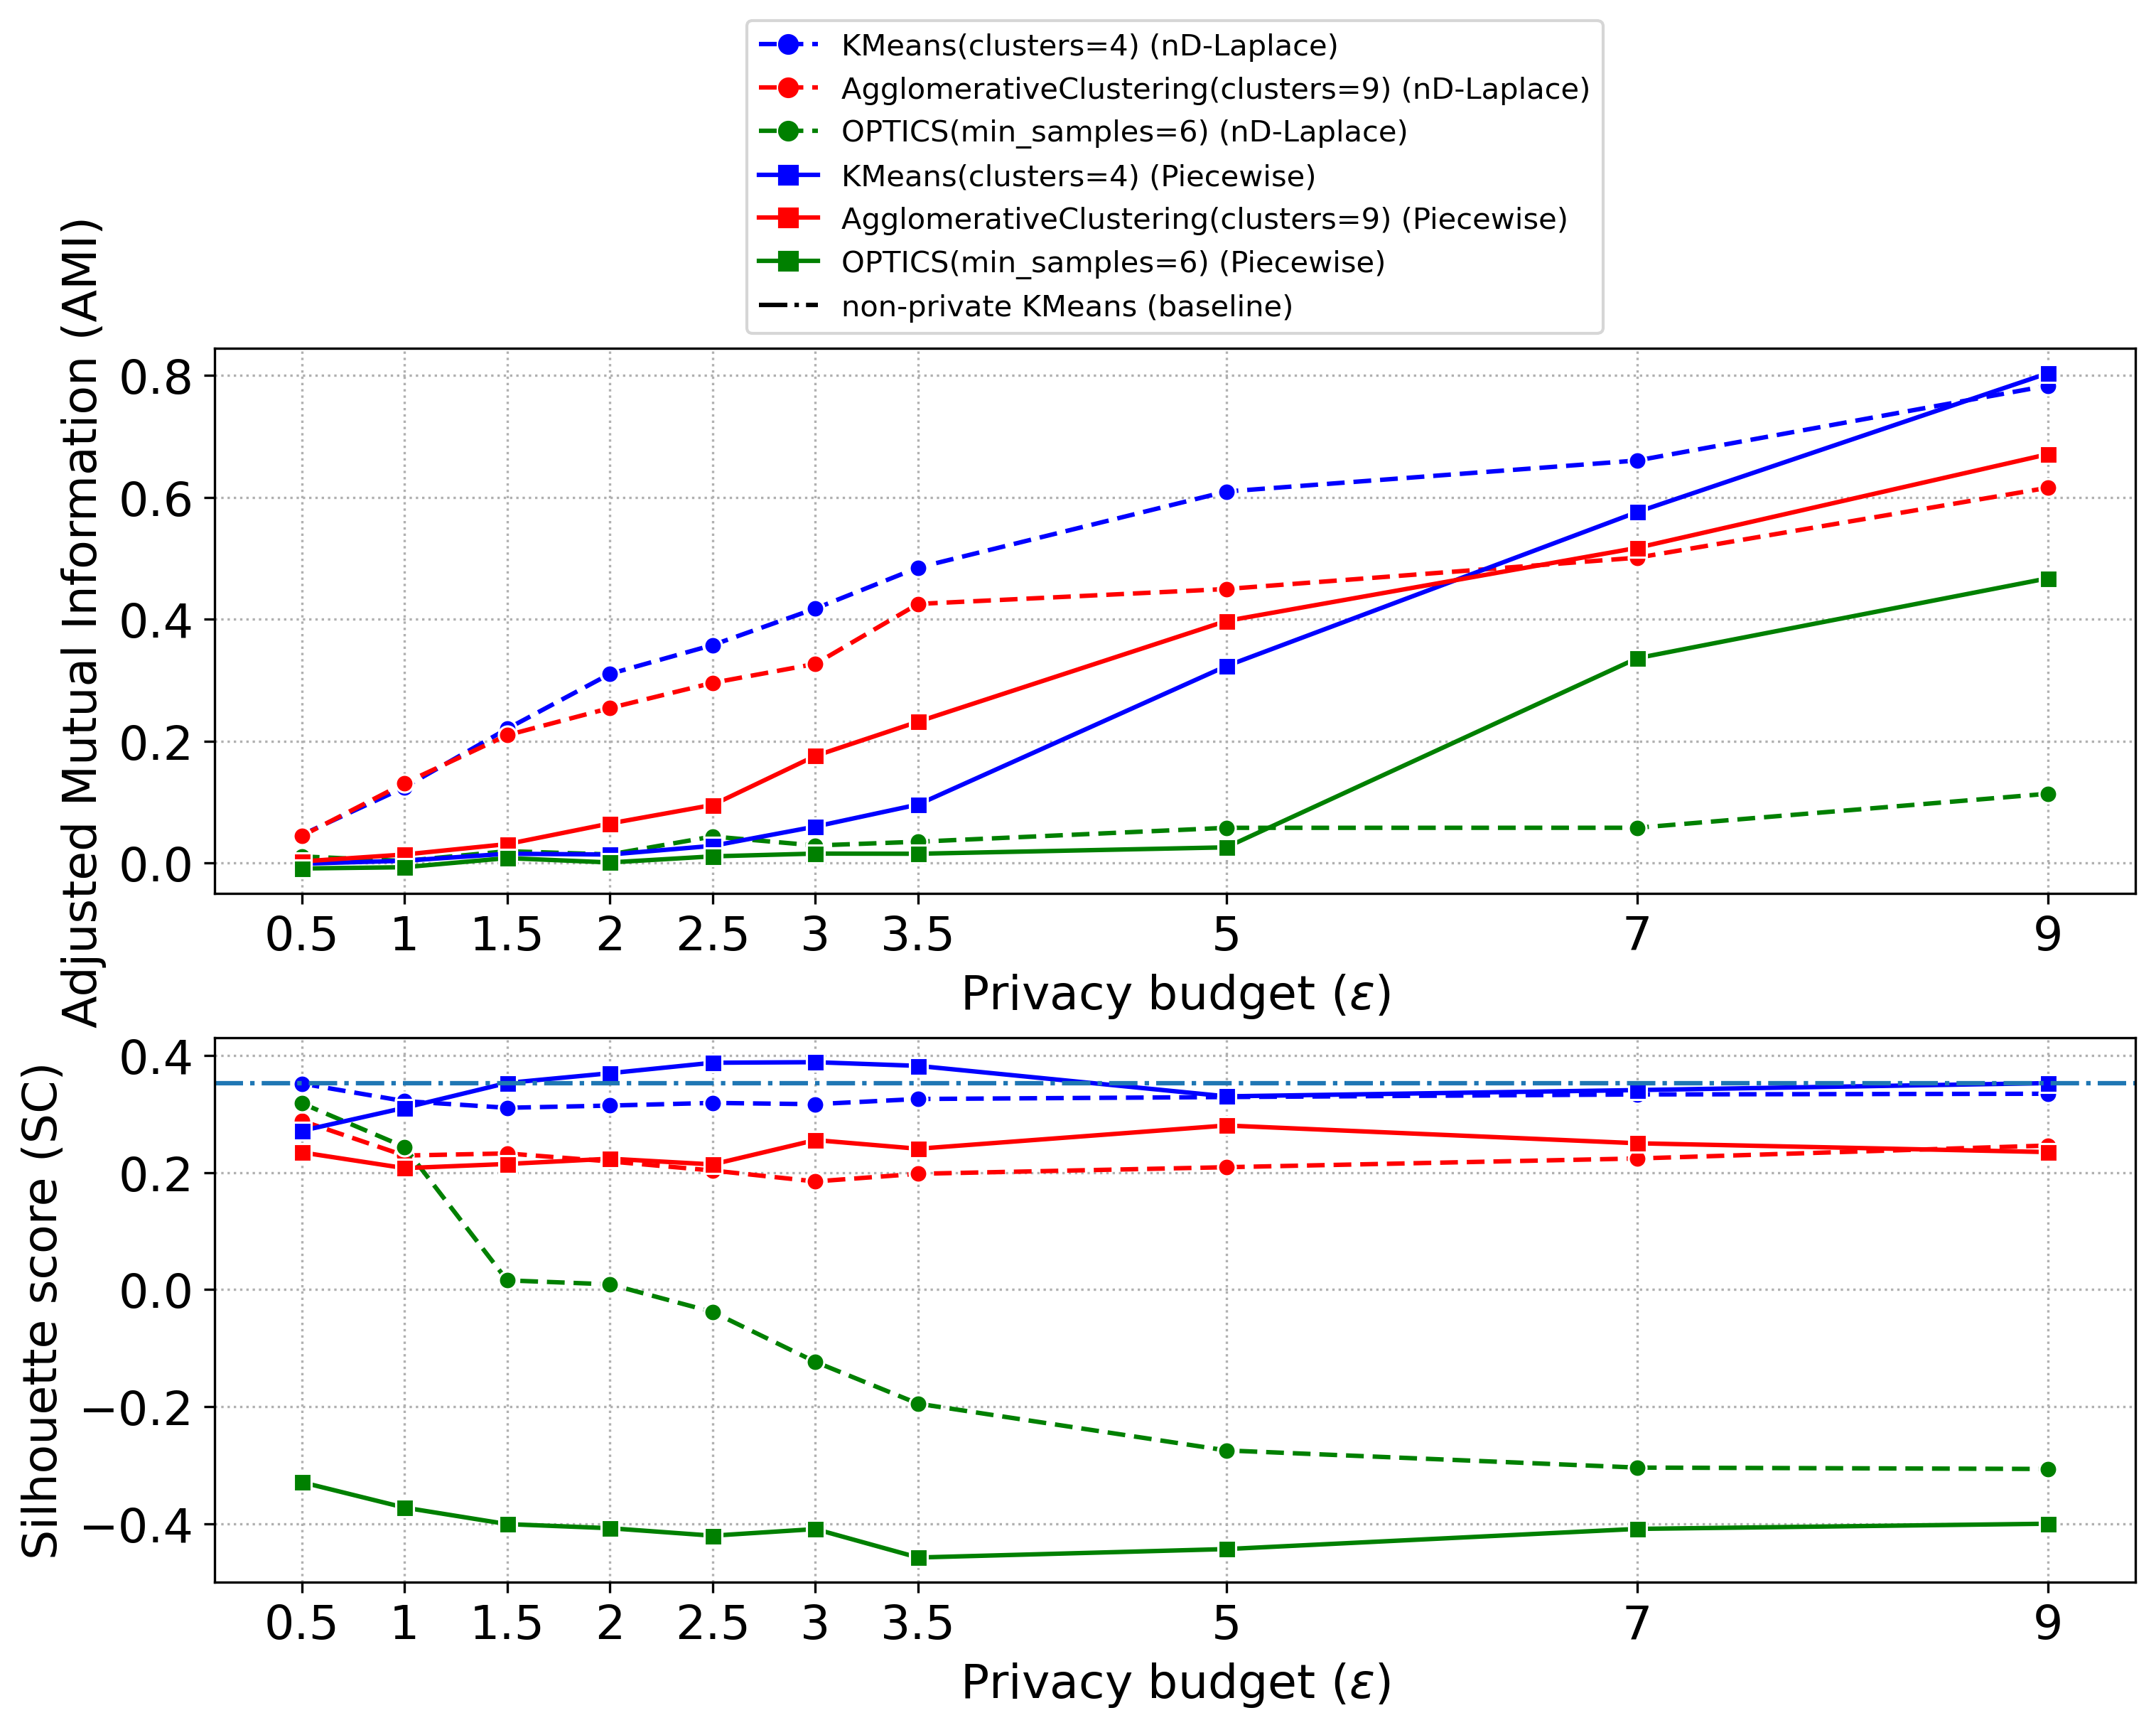 KMeans(clusters=4) (nD-Laplace)
AgglomerativeClustering(clusters=9) (nD-Laplace)
OPTICS(min_samples=6) (nD-Laplace)
KMeans(clusters=4) (Piecewise)
AgglomerativeClustering(clusters=9) (Piecewise)
OPTICS(min_samples=6) (Piecewise)
non-private KMeans (baseline)
Adjusted Mutual Information (AMI)
0.8
0.6
0.4
0.2
0.0
0.5 1 1.5 2 2.5 3 3.5 5 7 9
Privacy budget (ε)
Silhouette score (SC)
0.4
0.2
0.0
−0.2
−0.4
0.5 1 1.5 2 2.5 3 3.5 5 7 9
Privacy budget (ε)